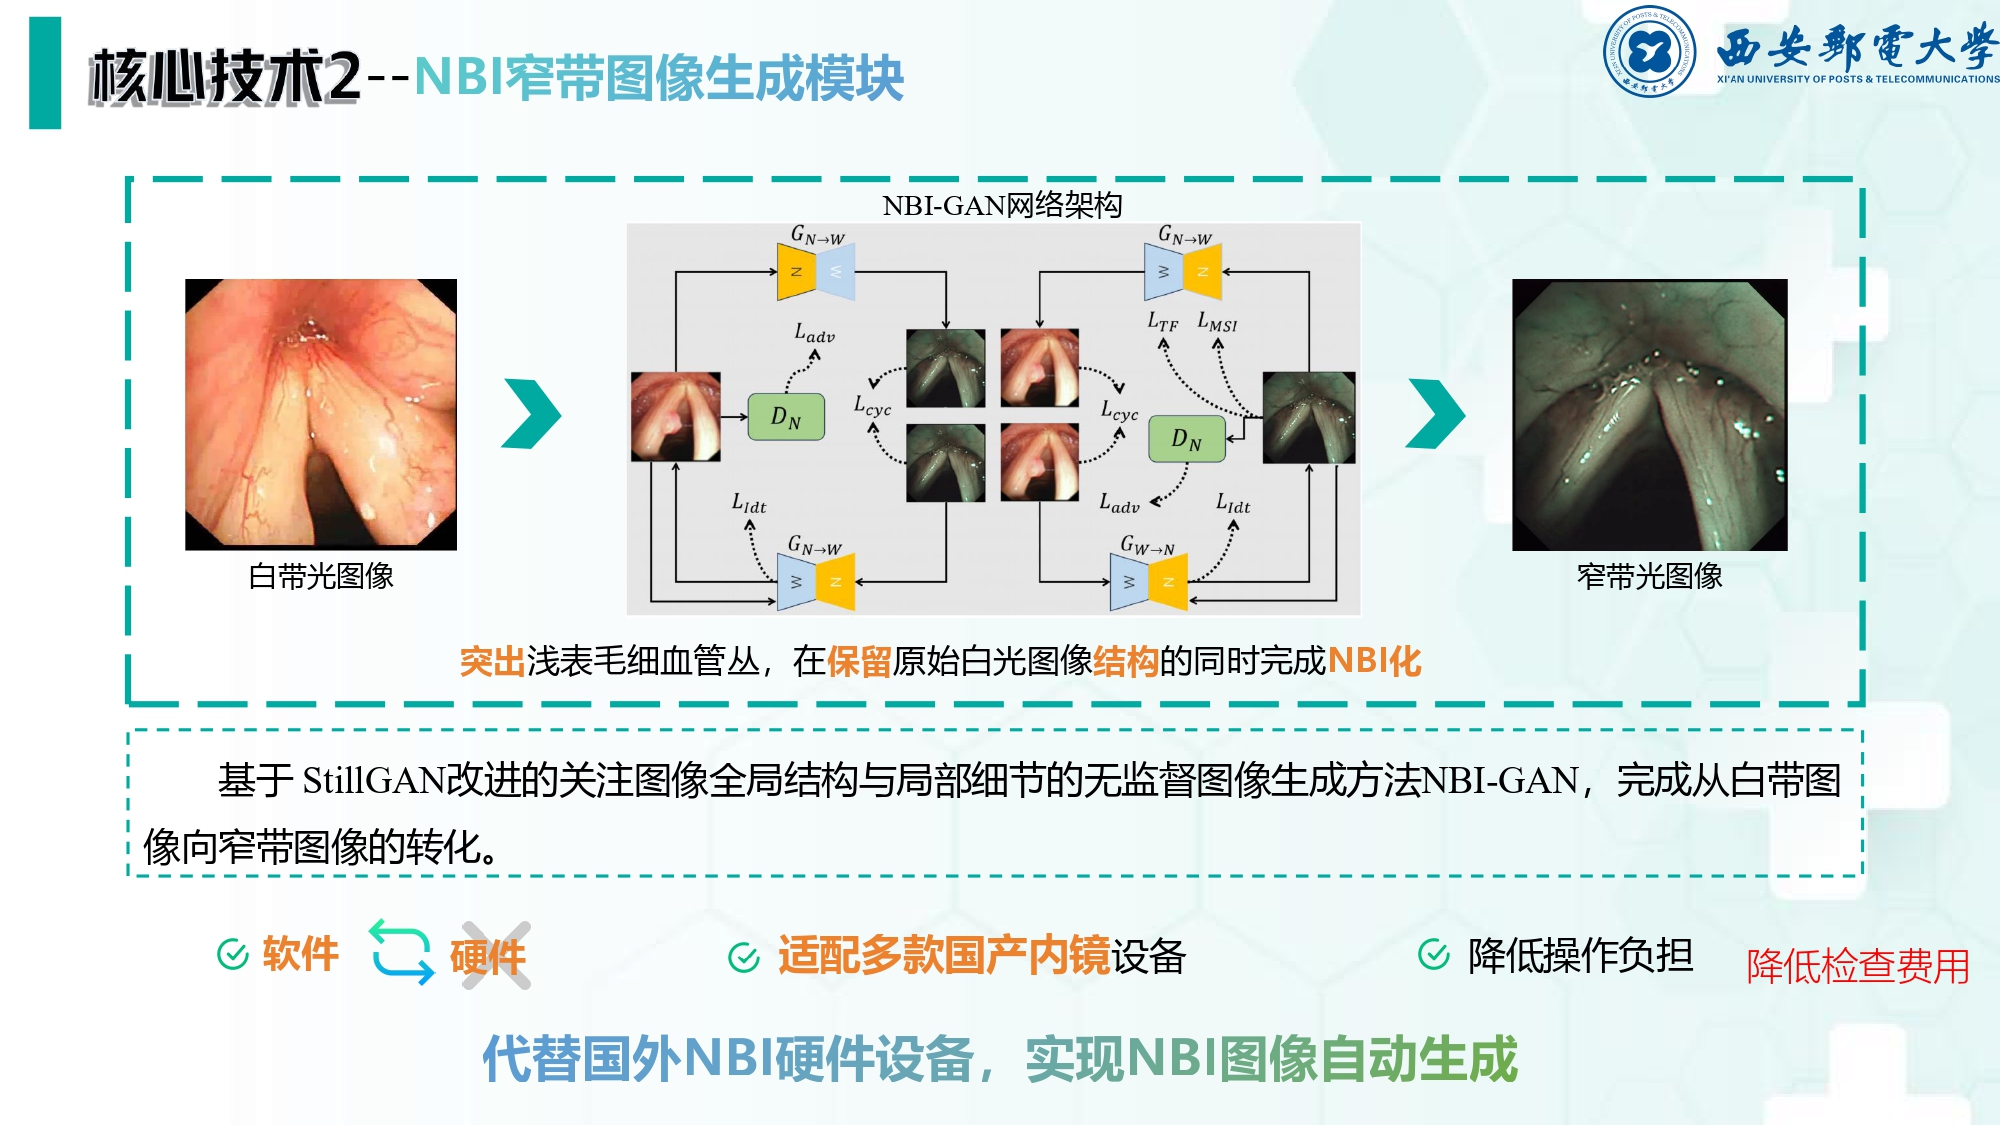 核心技术2--NBI窄带图像生成模块
西安郵電大学
XI'AN UNIVERSITY OF POSTS & TELECOMMUNICATIONS
NBI-GAN网络架构
G_{N→W}
G_{N→W}
N W
W N
L_{adv}
L_{TF} L_{MSI}
D_N
L_{cyc}
L_{cyc}
D_N
L_{Idt}
L_{adv}
L_{Idt}
G_{N→W}
G_{W→N}
W N
W N
白带光图像
窄带光图像
突出浅表毛细血管丛，在保留原始白光图像结构的同时完成NBI化
基于 StillGAN改进的关注图像全局结构与局部细节的无监督图像生成方法NBI-GAN，完成从白带图
像向窄带图像的转化。
软件 硬件
适配多款国产内镜设备
降低操作负担
降低检查费用
代替国外NBI硬件设备，实现NBI图像自动生成